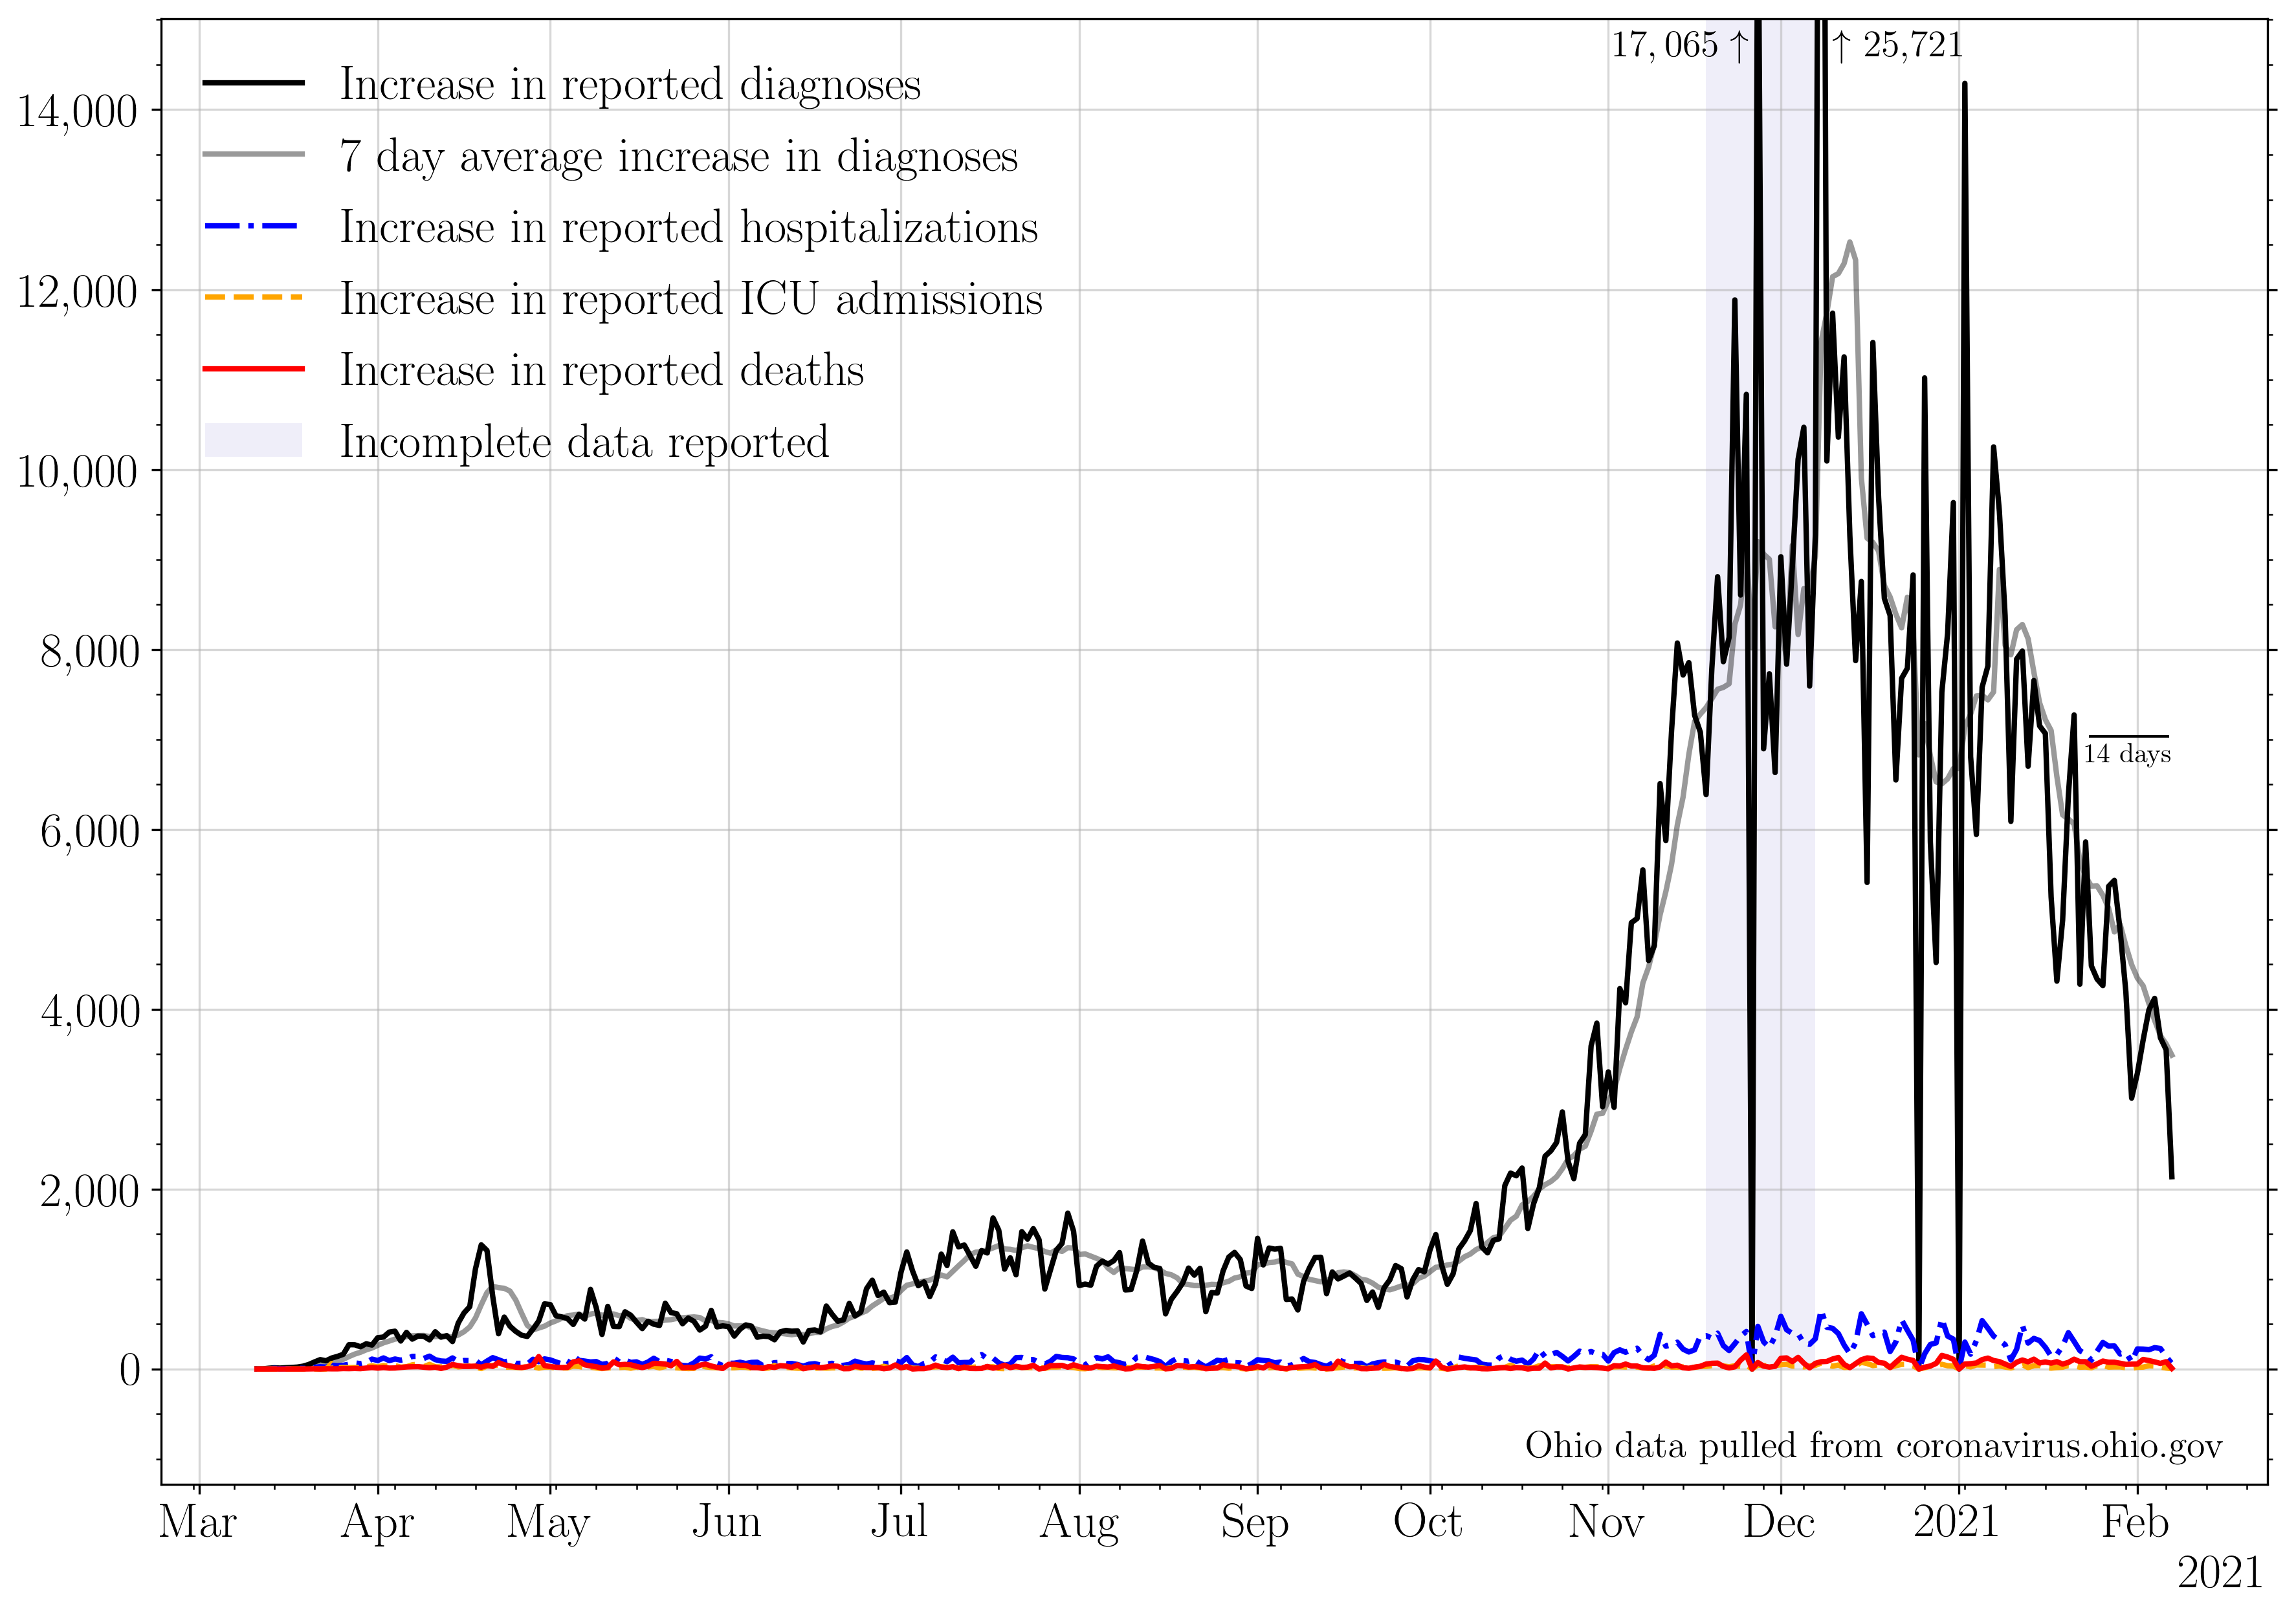 17,065 ↑ ↑ 25,721
Increase in reported diagnoses
7 day average increase in diagnoses
Increase in reported hospitalizations
Increase in reported ICU admissions
Increase in reported deaths
Incomplete data reported
14,000
12,000
10,000
8,000
6,000
4,000
2,000
0
14 days
Ohio data pulled from coronavirus.ohio.gov
Mar Apr May Jun Jul Aug Sep Oct Nov Dec 2021 Feb
2021